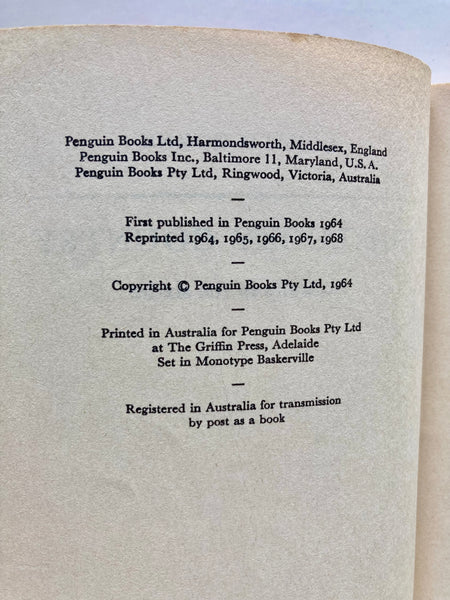 Penguin Books Ltd, Harmondsworth, Middlesex, England
Penguin Books Inc., Baltimore 11, Maryland, U.S.A.
Penguin Books Pty Ltd, Ringwood, Victoria, Australia
—
First published in Penguin Books 1964
Reprinted 1964, 1965, 1966, 1967, 1968
—
Copyright © Penguin Books Pty Ltd, 1964
—
Printed in Australia for Penguin Books Pty Ltd
at The Griffin Press, Adelaide
Set in Monotype Baskerville
—
Registered in Australia for transmission
by post as a book